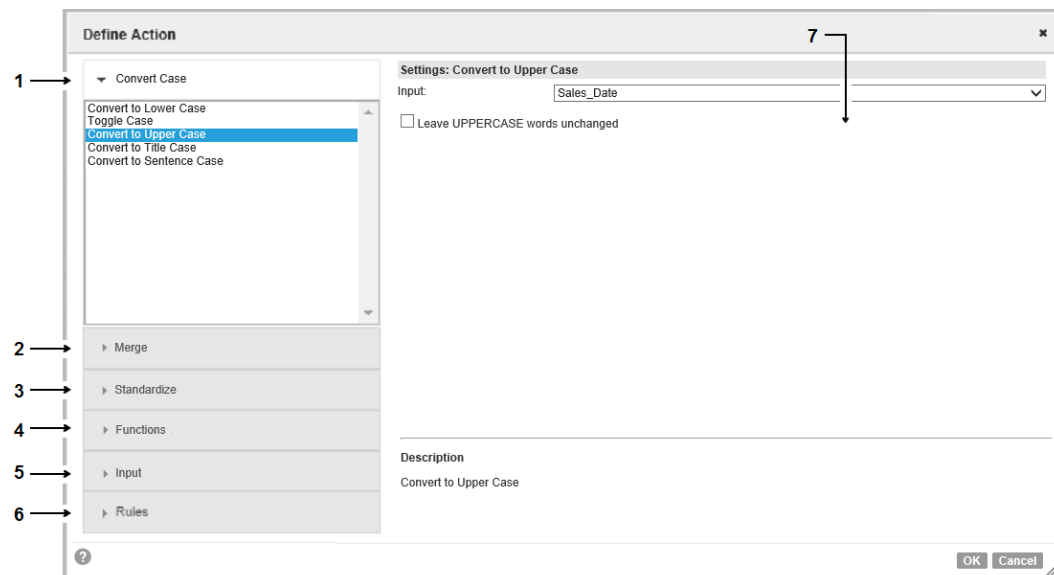 Define Action
7
1
Convert Case
Settings: Convert to Upper Case
Input:
Sales_Date
Convert to Lower Case
Toggle Case
Convert to Upper Case
Convert to Title Case
Convert to Sentence Case
Leave UPPERCASE words unchanged
2
Merge
3
Standardize
4
Functions
5
Input
6
Rules
Description
Convert to Upper Case
?
OK
Cancel